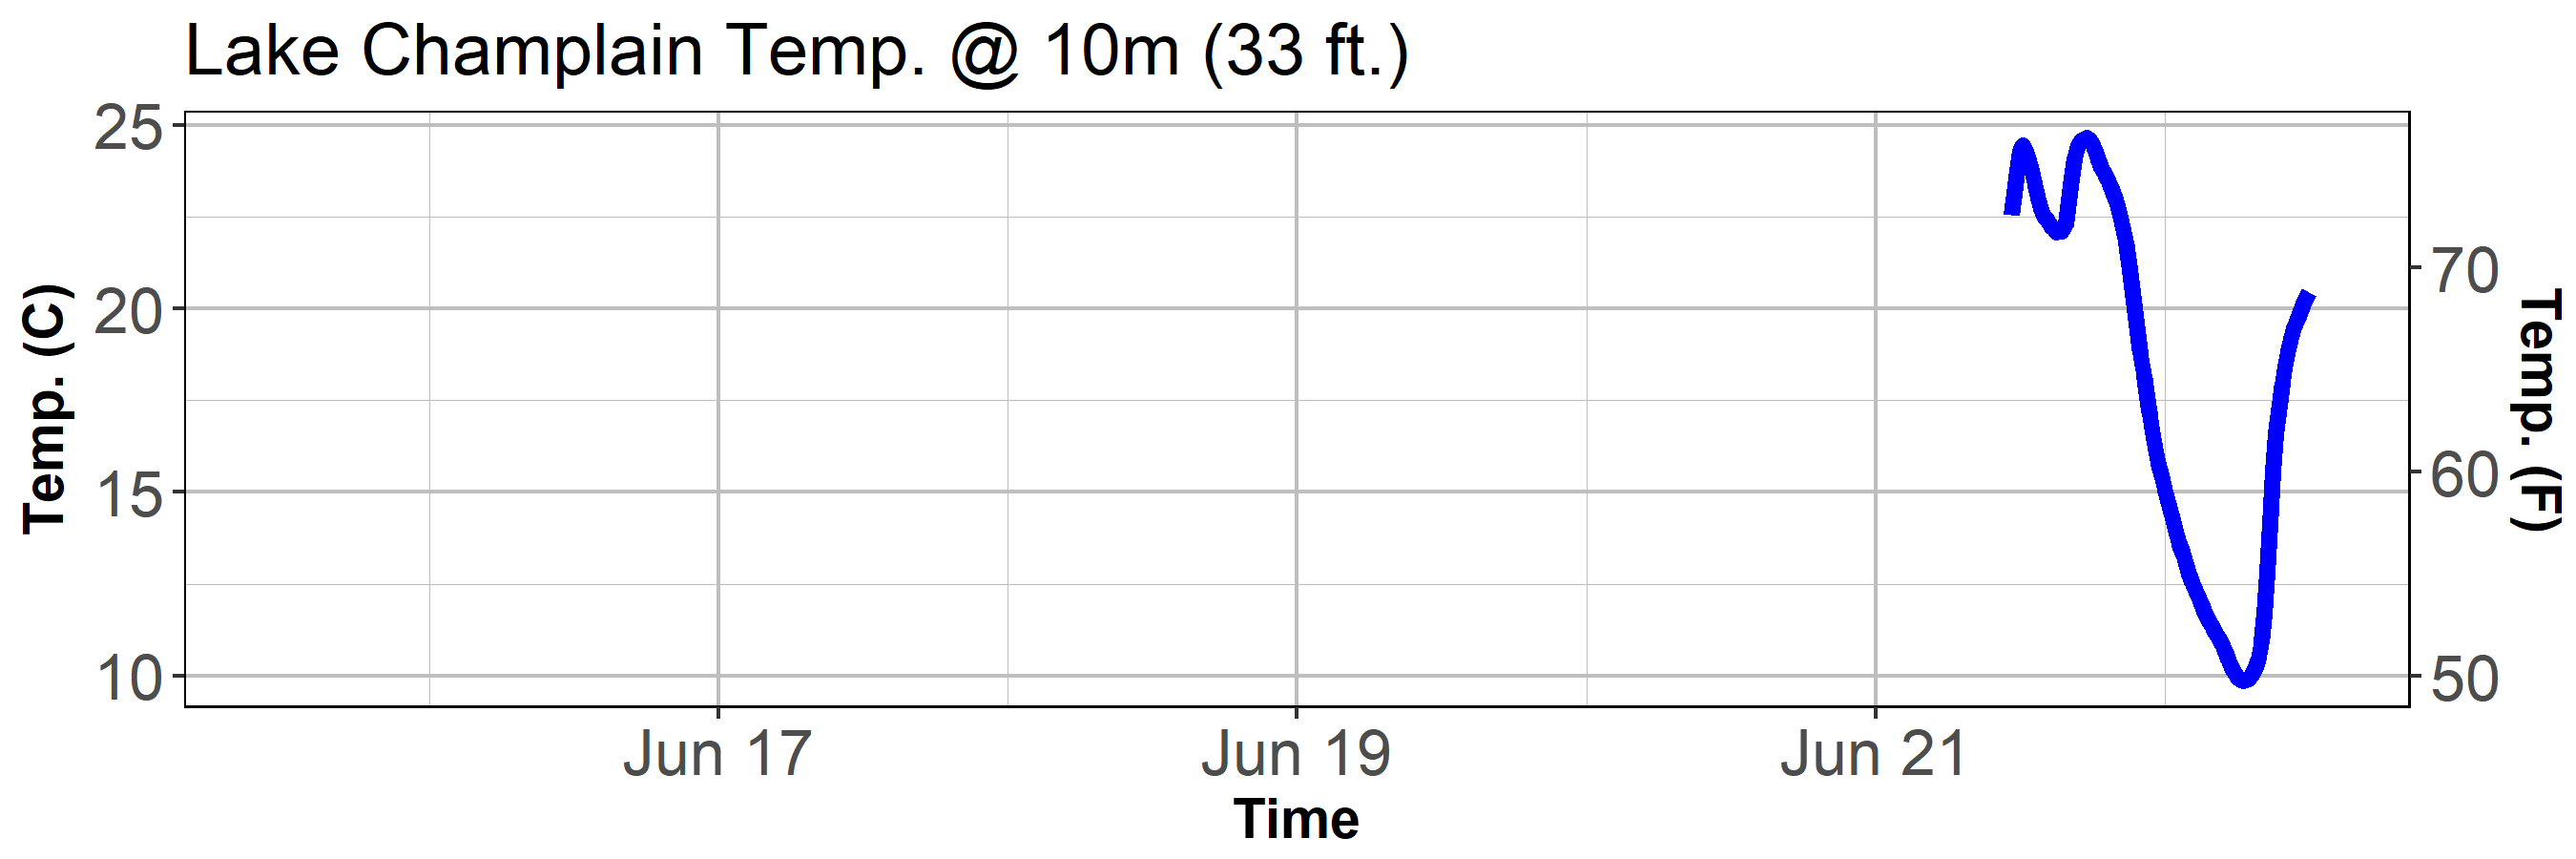 Lake Champlain Temp. @ 10m (33 ft.)
Temp. (C)
25
20
15
10
70
60
50
Temp. (F)
Jun 17
Jun 19
Jun 21
Time